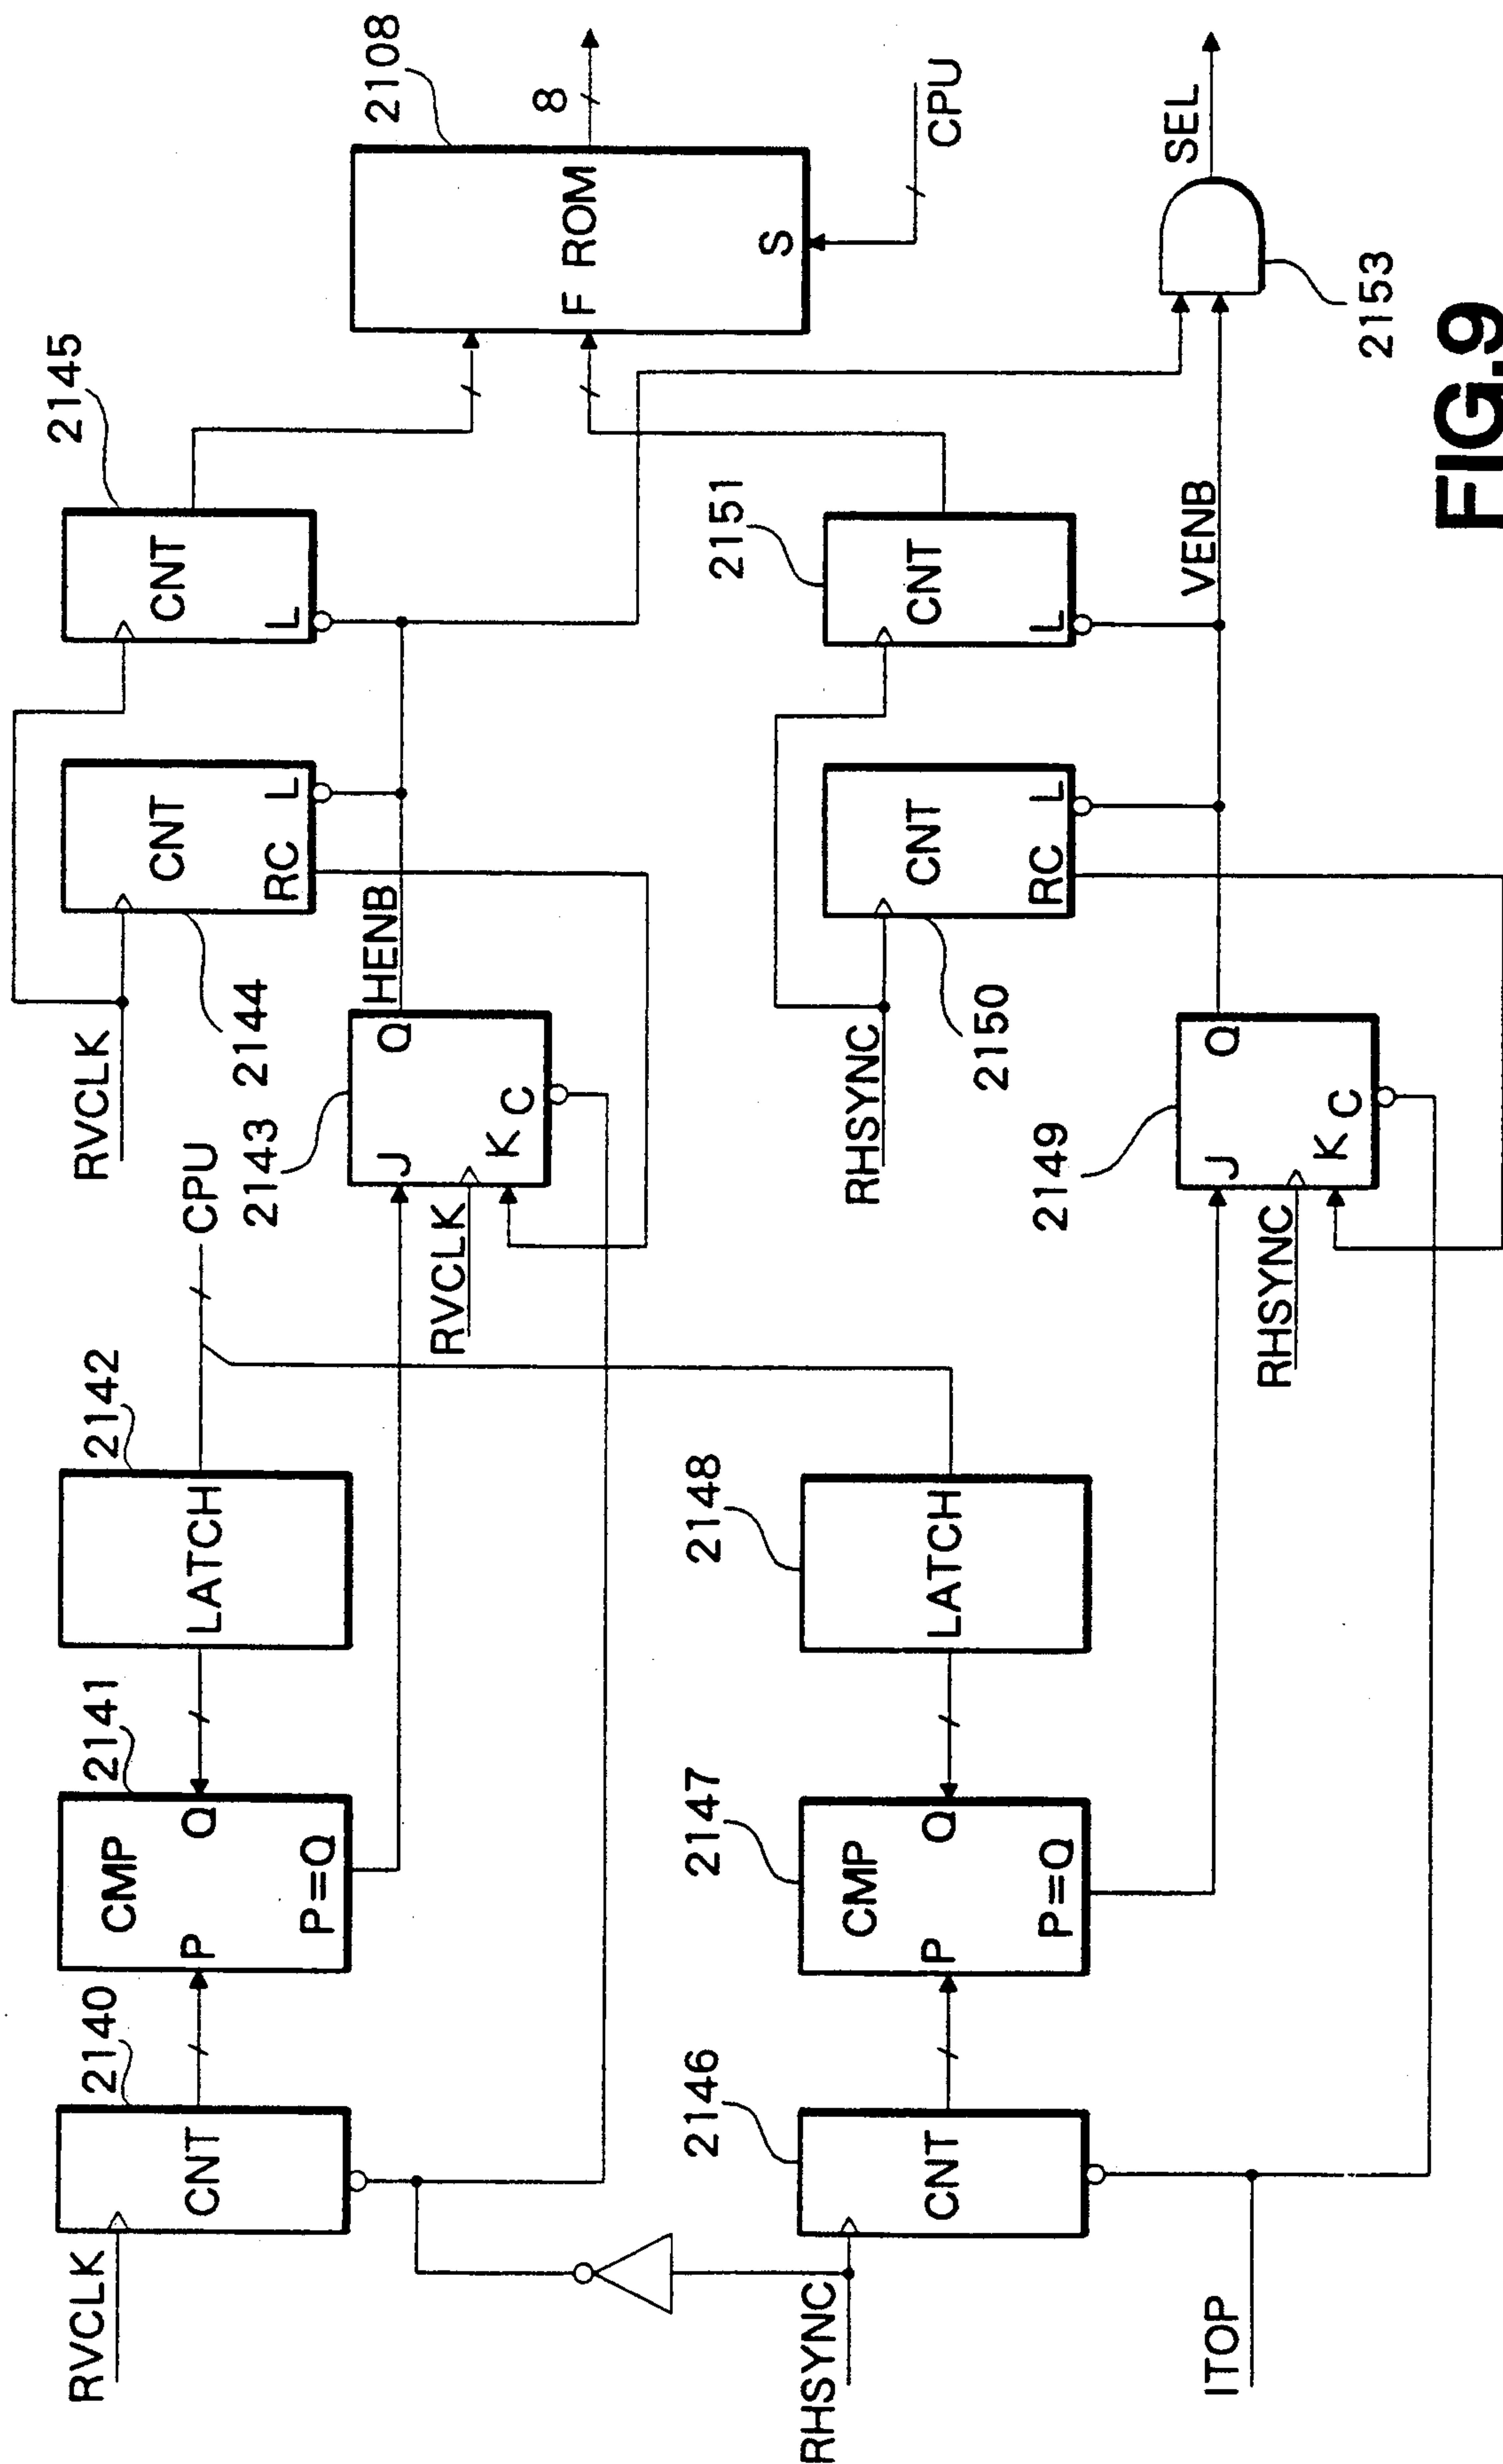 RVCLK
CNT
2140
P
CMP
Q
P=Q
2141
LATCH
2142
CPU
RVCLK
J
Q
K
C
2143
HENB
RVCLK
CNT
RC
L
2144
CNT
L
2145
F ROM
S
2108
8
CPU
RHSYNC
CNT
2146
ITOP
P
CMP
Q
P=Q
2147
LATCH
2148
RHSYNC
J
Q
K
C
2149
RHSYNC
CNT
RC
L
2150
CNT
L
2151
VENB
SEL
2153
FIG.9